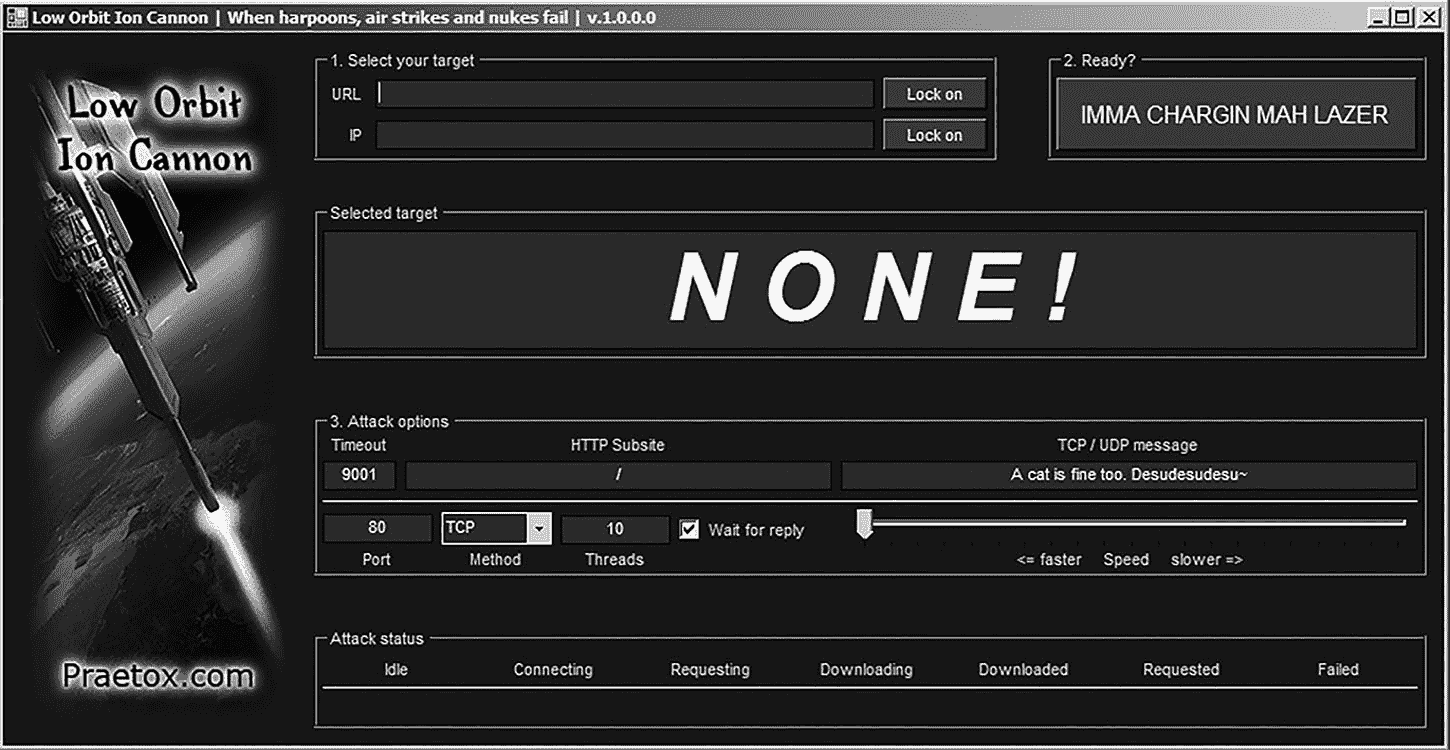 Low Orbit Ion Cannon | When harpoons, air strikes and nukes fail | v.1.0.0.0
Low Orbit
Ion Cannon
Praetox.com
1. Select your target
URL Lock on
IP Lock on
2. Ready?
IMMA CHARGIN MAH LAZER
Selected target
NONE!
3. Attack options
Timeout HTTP Subsite TCP / UDP message
9001 / A cat is fine too. Desudesudesu~
80 TCP 10 Wait for reply
Port Method Threads <= faster Speed slower =>
Attack status
Idle Connecting Requesting Downloading Downloaded Requested Failed